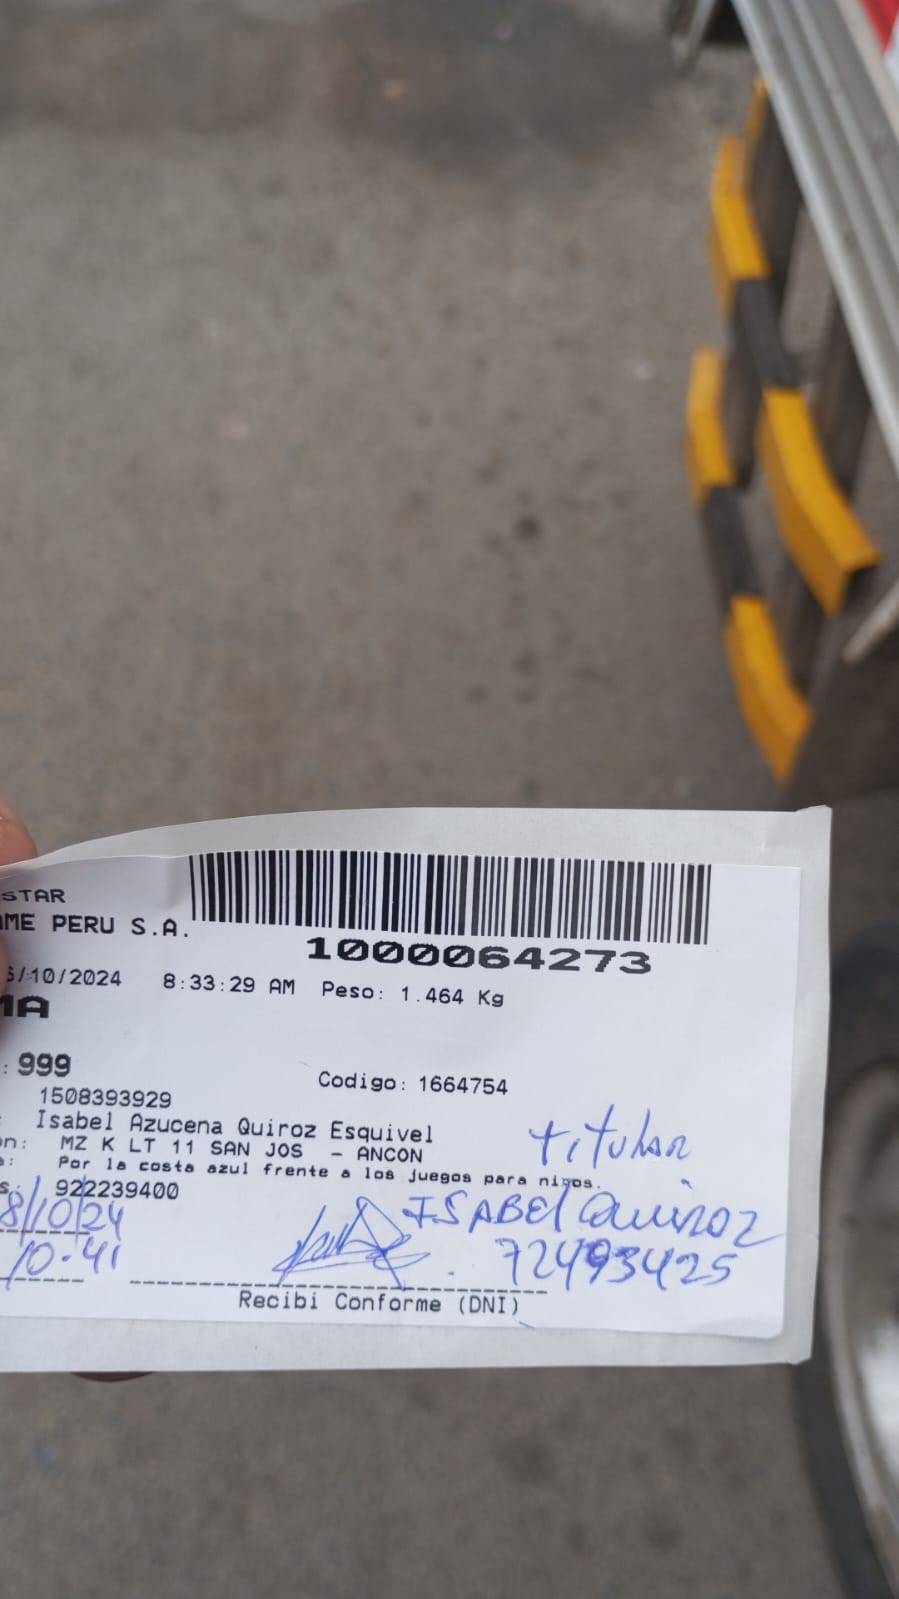 STAR
ME PERU S.A.
1000064273
/10/2024 8:33:29 AM Peso: 1.464 Kg
MA
: 999
Codigo: 1664754
1508393929
: Isabel Azucena Quiroz Esquivel
on: MZ K LT 11 SAN JOS - ANCON
a: Por la costa azul frente a los juegos para niños.
s: 922239400
titular
8/10/24
ISABEl Quiroz
10:41
72493425
Recibi Conforme (DNI)